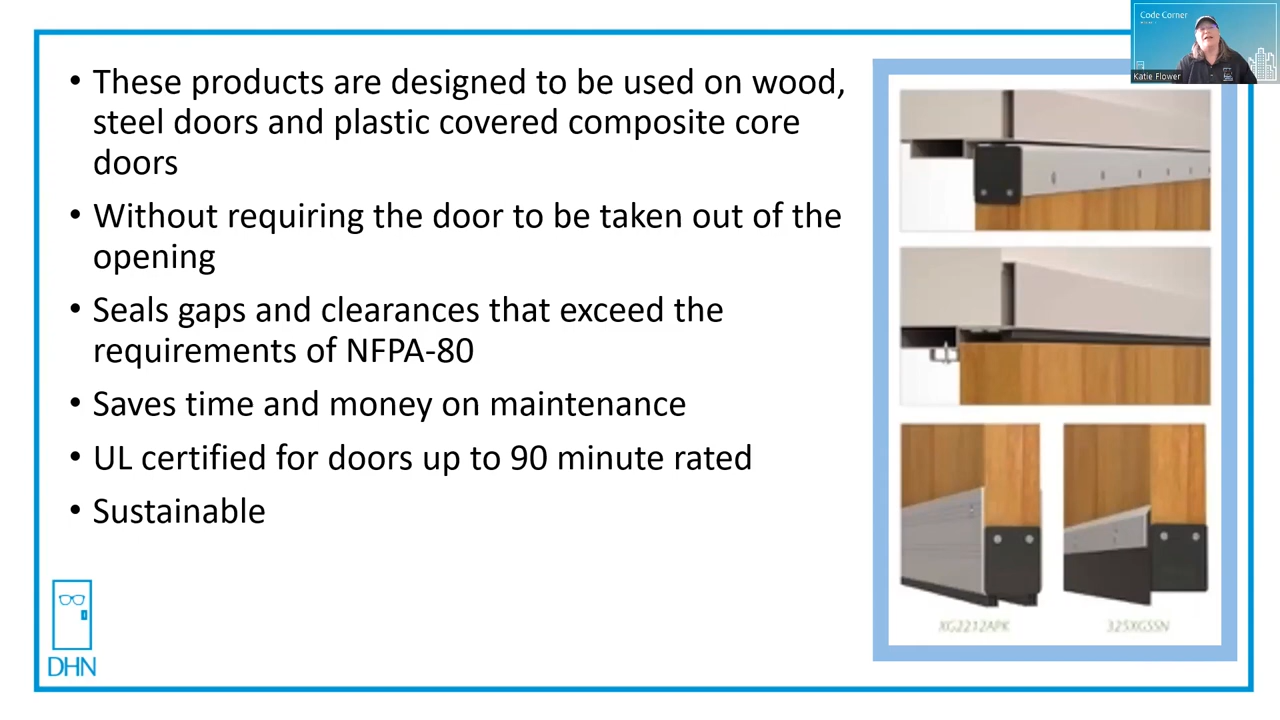 Code Corner
Katie Flower
• These products are designed to be used on wood,
steel doors and plastic covered composite core
doors
• Without requiring the door to be taken out of the
opening
• Seals gaps and clearances that exceed the
requirements of NFPA-80
• Saves time and money on maintenance
• UL certified for doors up to 90 minute rated
• Sustainable
XG2212APK
325XGSSN
DHN